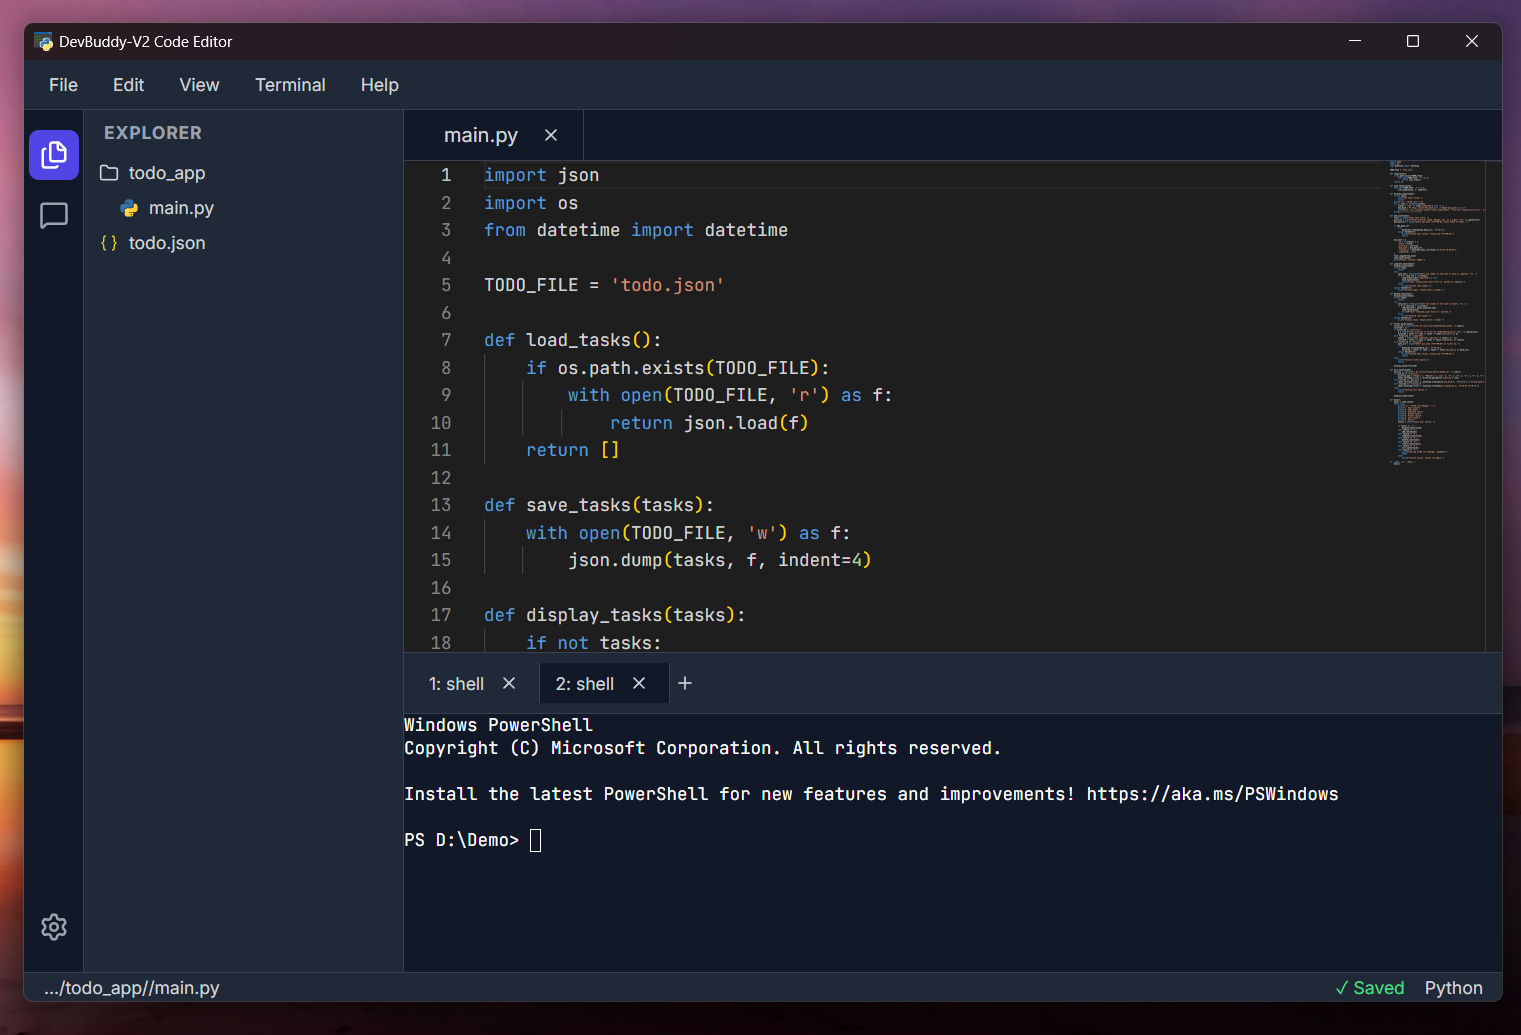 DevBuddy-V2 Code Editor
File Edit View Terminal Help
EXPLORER
todo_app
main.py
todo.json
main.py
1 import json
2 import os
3 from datetime import datetime
4
5 TODO_FILE = 'todo.json'
6
7 def load_tasks():
8     if os.path.exists(TODO_FILE):
9         with open(TODO_FILE, 'r') as f:
10             return json.load(f)
11     return []
12
13 def save_tasks(tasks):
14     with open(TODO_FILE, 'w') as f:
15         json.dump(tasks, f, indent=4)
16
17 def display_tasks(tasks):
18     if not tasks:
1: shell 2: shell
Windows PowerShell
Copyright (C) Microsoft Corporation. All rights reserved.
Install the latest PowerShell for new features and improvements! https://aka.ms/PSWindows
PS D:\Demo>
.../todo_app//main.py
✓ Saved Python